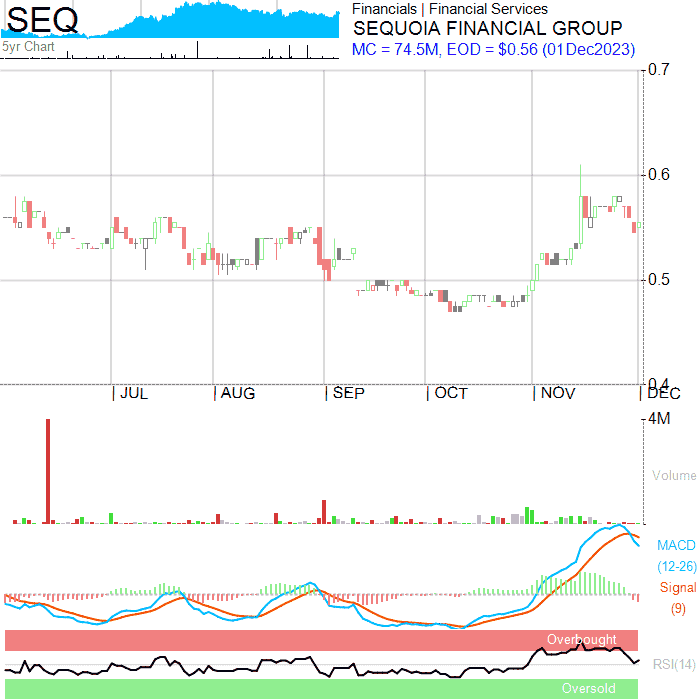 SEQ
5yr Chart
Financials | Financial Services
SEQUOIA FINANCIAL GROUP
MC = 74.5M, EOD = $0.56 (01Dec2023)
0.7
0.6
0.5
0.4
| JUL
| AUG
| SEP
| OCT
| NOV
| DEC
4M
Volume
MACD
(12-26)
Signal
(9)
Overbought
RSI(14)
Oversold